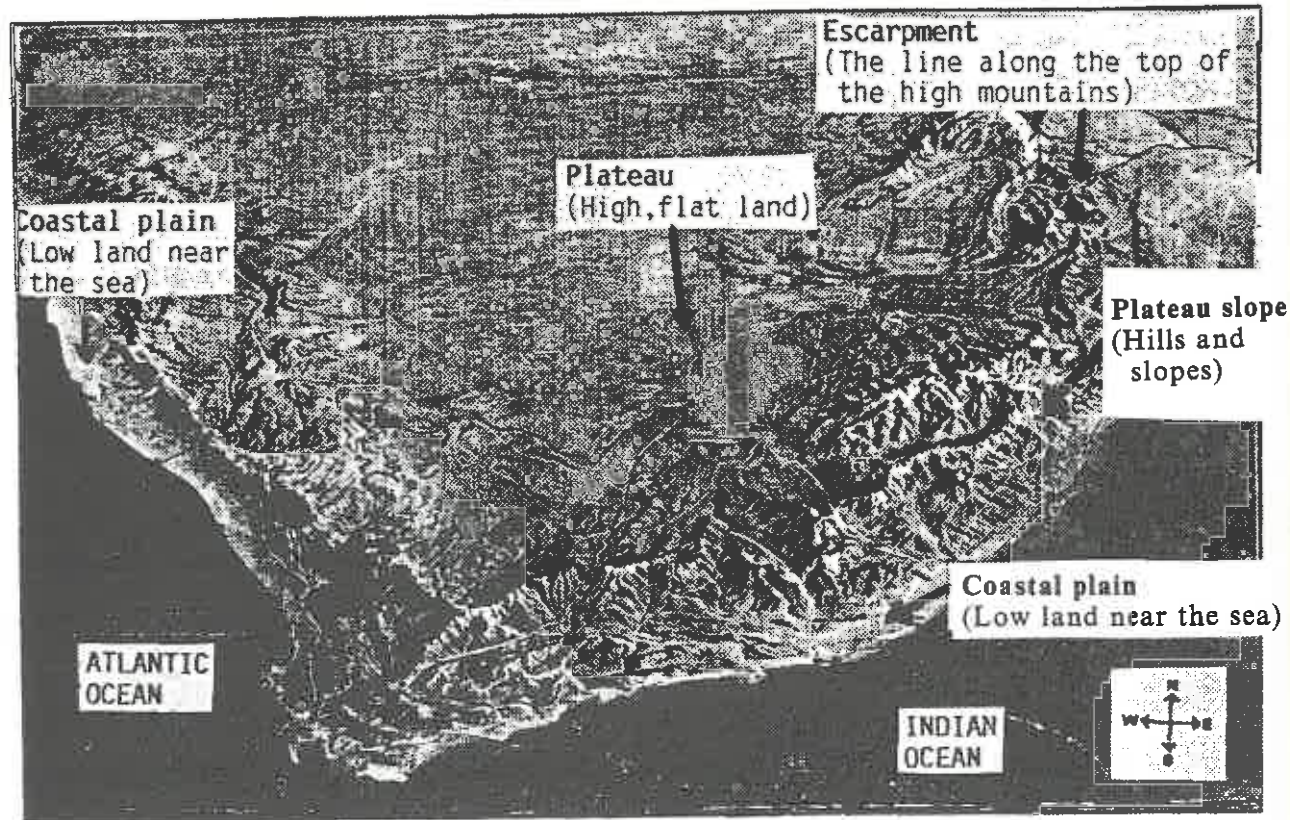 Escarpment
(The line along the top of
the high mountains)
Plateau
(High,flat land)
Coastal plain
(Low land near
the sea)
Plateau slope
(Hills and
slopes)
Coastal plain
(Low land near the sea)
ATLANTIC
OCEAN
INDIAN
OCEAN
N
W E
S